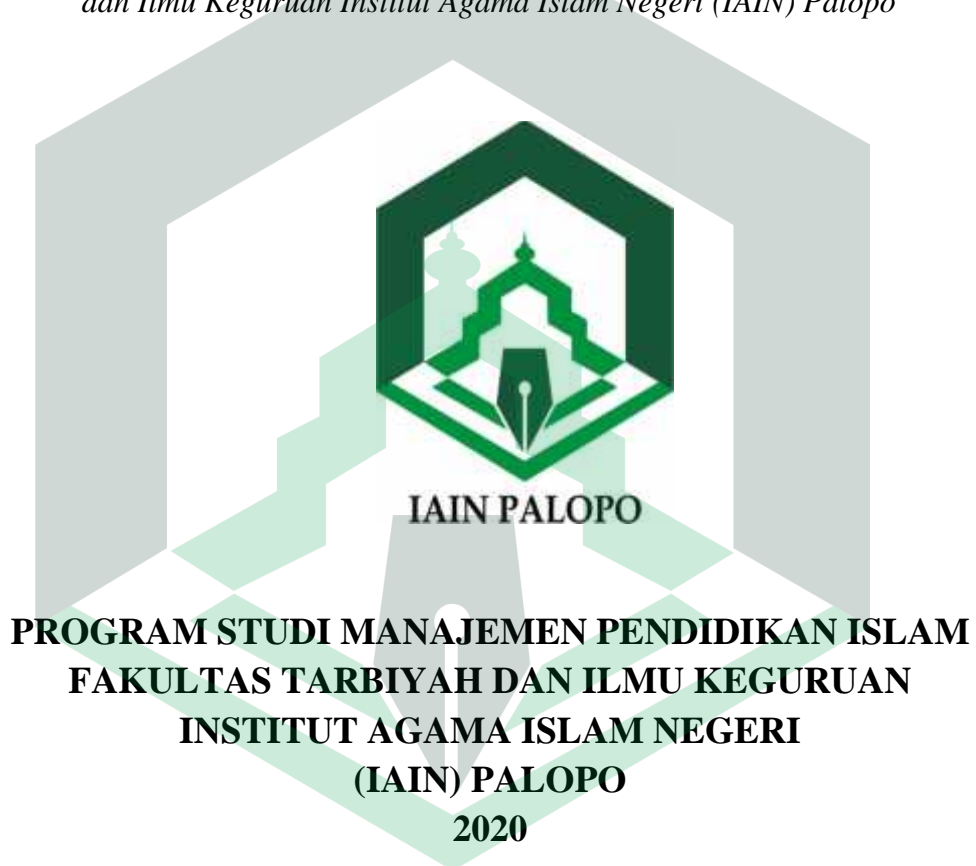 dan Ilmu Keguruan Institut Agama Islam Negeri (IAIN) Palopo
IAIN PALOPO
PROGRAM STUDI MANAJEMEN PENDIDIKAN ISLAM
FAKULTAS TARBIYAH DAN ILMU KEGURUAN
INSTITUT AGAMA ISLAM NEGERI
(IAIN) PALOPO
2020